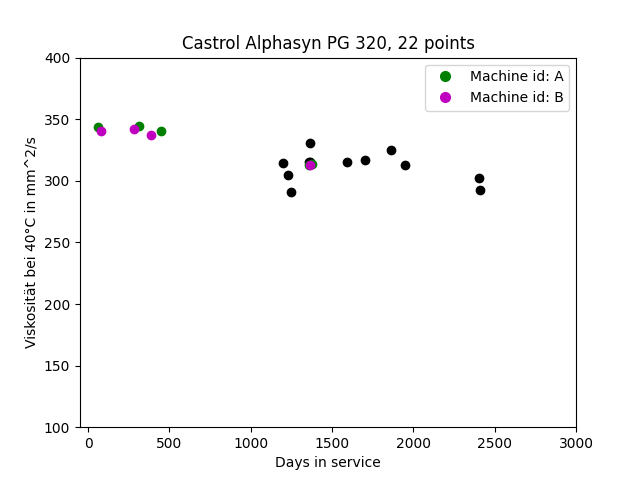 Castrol Alphasyn PG 320, 22 points
Machine id: A
Machine id: B
400
350
300
250
200
150
100
Viskosität bei 40°C in mm^2/s
0 500 1000 1500 2000 2500 3000
Days in service